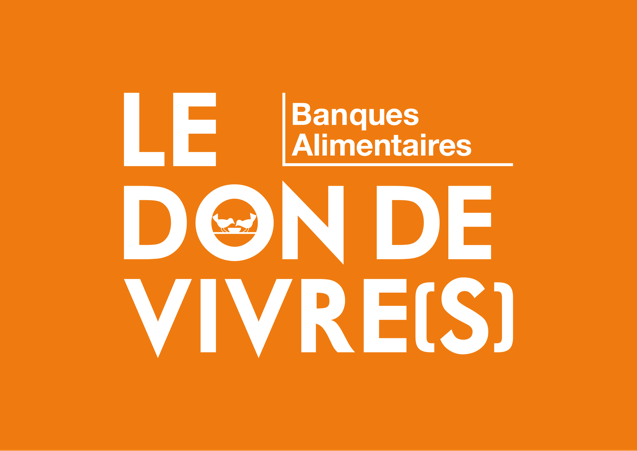 LE
Banques
Alimentaires
DON DE
VIVRE(S)